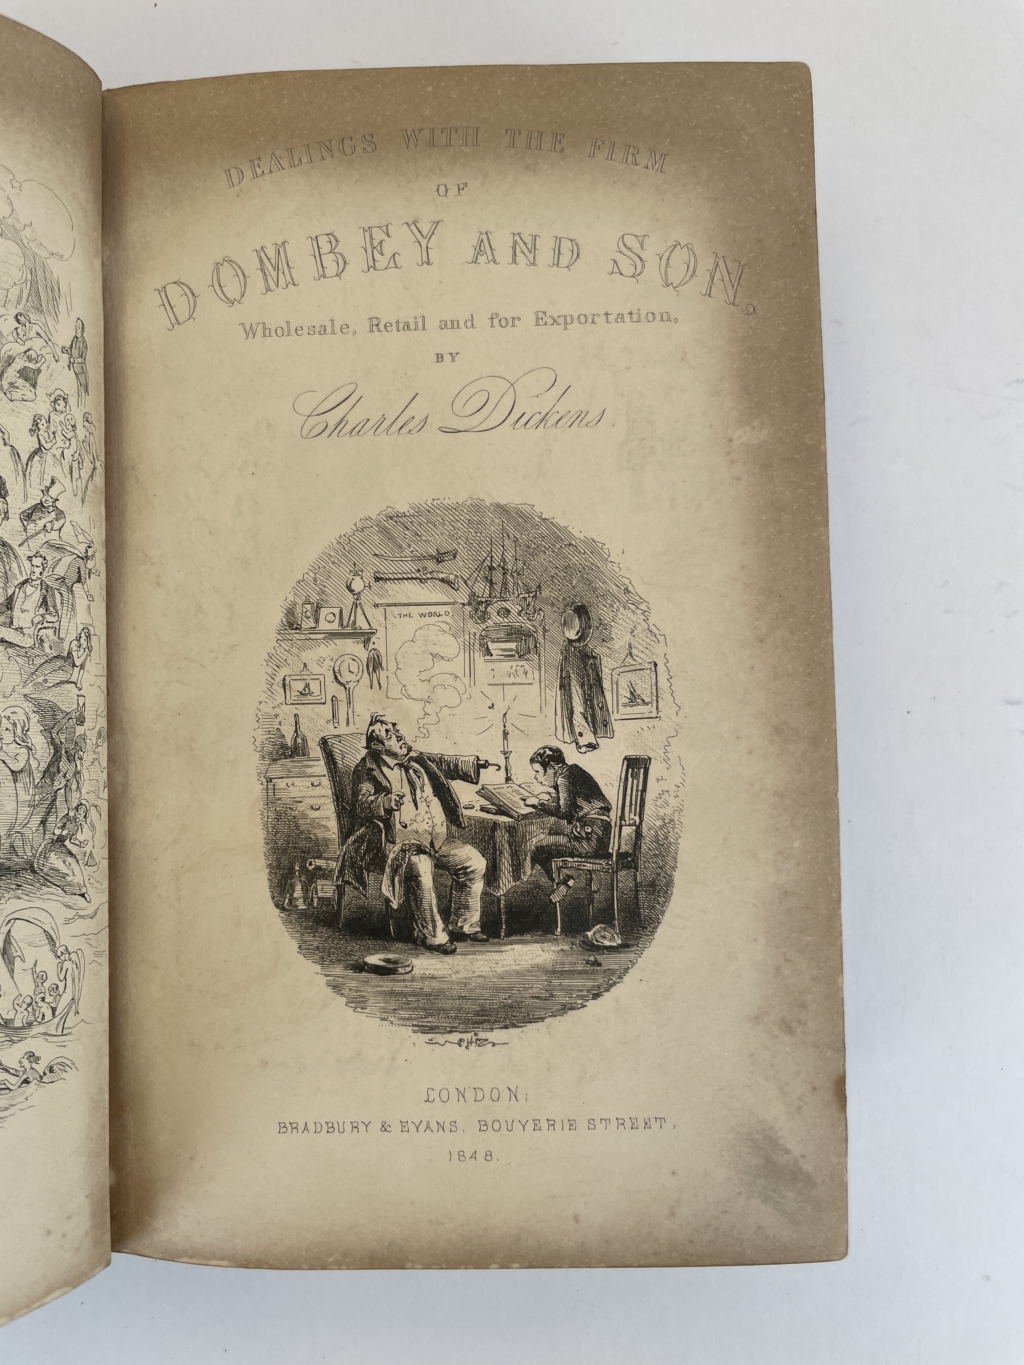 DEALINGS WITH THE FIRM
OF
DOMBEY AND SON,
Wholesale, Retail and for Exportation.
BY
Charles Dickens.
THE WORLD
PHIZ
LONDON;
BRADBURY & EVANS, BOUVERIE STREET,
1848.